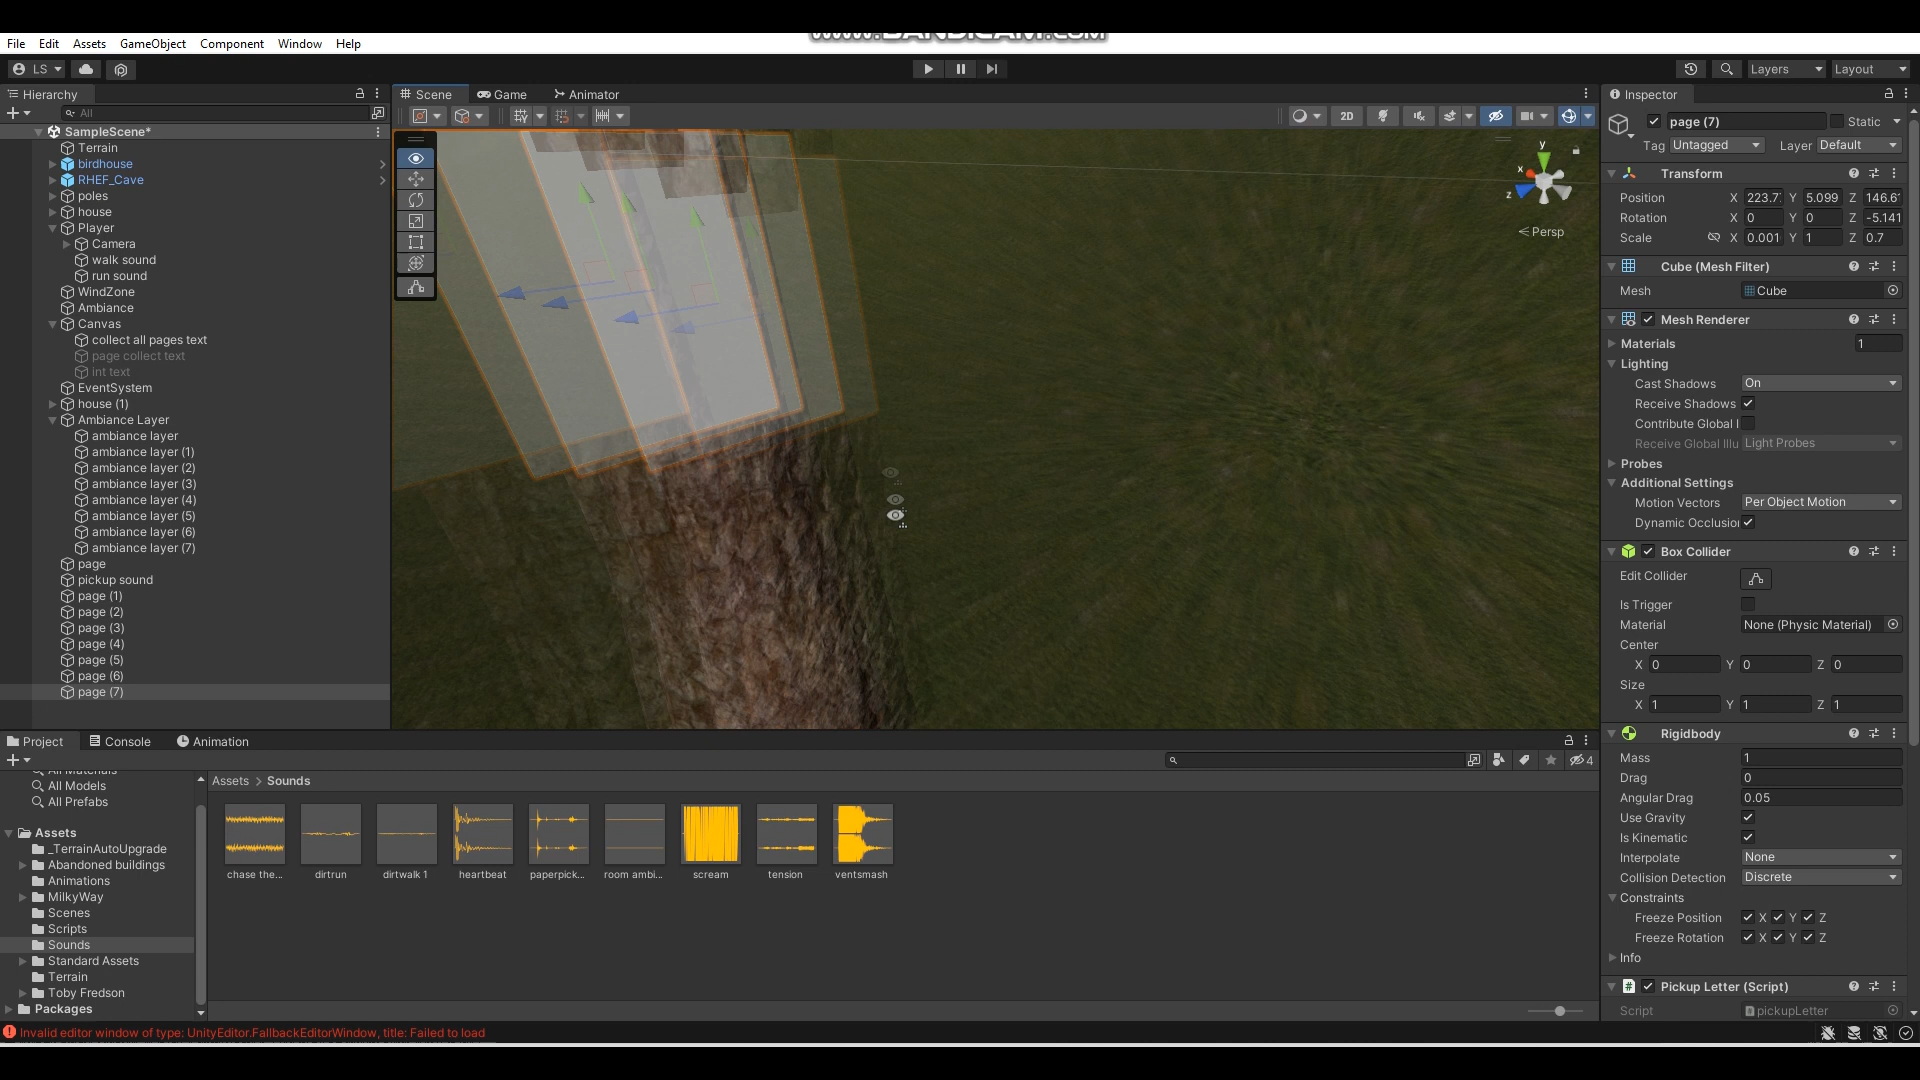 www.BANDICAM.com
File Edit Assets GameObject Component Window Help
LS
Layers Layout
Hierarchy
All
SampleScene*
Terrain
birdhouse
RHEF_Cave
poles
house
Player
Camera
walk sound
run sound
WindZone
Ambiance
Canvas
collect all pages text
page collect text
int text
EventSystem
house (1)
Ambiance Layer
ambiance layer
ambiance layer (1)
ambiance layer (2)
ambiance layer (3)
ambiance layer (4)
ambiance layer (5)
ambiance layer (6)
ambiance layer (7)
page
pickup sound
page (1)
page (2)
page (3)
page (4)
page (5)
page (6)
page (7)
Scene Game Animator
2D
y
x
z
Persp
Inspector
page (7) Static
Tag Untagged Layer Default
Transform
Position X 223.7 Y 5.099 Z 146.6
Rotation X 0 Y 0 Z -5.141
Scale X 0.001 Y 1 Z 0.7
Cube (Mesh Filter)
Mesh Cube
Mesh Renderer
Materials 1
Lighting
Cast Shadows On
Receive Shadows
Contribute Global I
Receive Global Illu Light Probes
Probes
Additional Settings
Motion Vectors Per Object Motion
Dynamic Occlusio
Box Collider
Edit Collider
Is Trigger
Material None (Physic Material)
Center
X 0 Y 0 Z 0
Size
X 1 Y 1 Z 1
Rigidbody
Mass 1
Drag 0
Angular Drag 0.05
Use Gravity
Is Kinematic
Interpolate None
Collision Detection Discrete
Constraints
Freeze Position X Y Z
Freeze Rotation X Y Z
Info
Pickup Letter (Script)
Script pickupLetter
Project Console Animation
4
All Materials
All Models
All Prefabs
Assets
_TerrainAutoUpgrade
Abandoned buildings
Animations
MilkyWay
Scenes
Scripts
Sounds
Standard Assets
Terrain
Toby Fredson
Packages
Assets > Sounds
chase the... dirtrun dirtwalk 1 heartbeat paperpick... room ambi... scream tension ventsmash
Invalid editor window of type: UnityEditor.FallbackEditorWindow, title: Failed to load